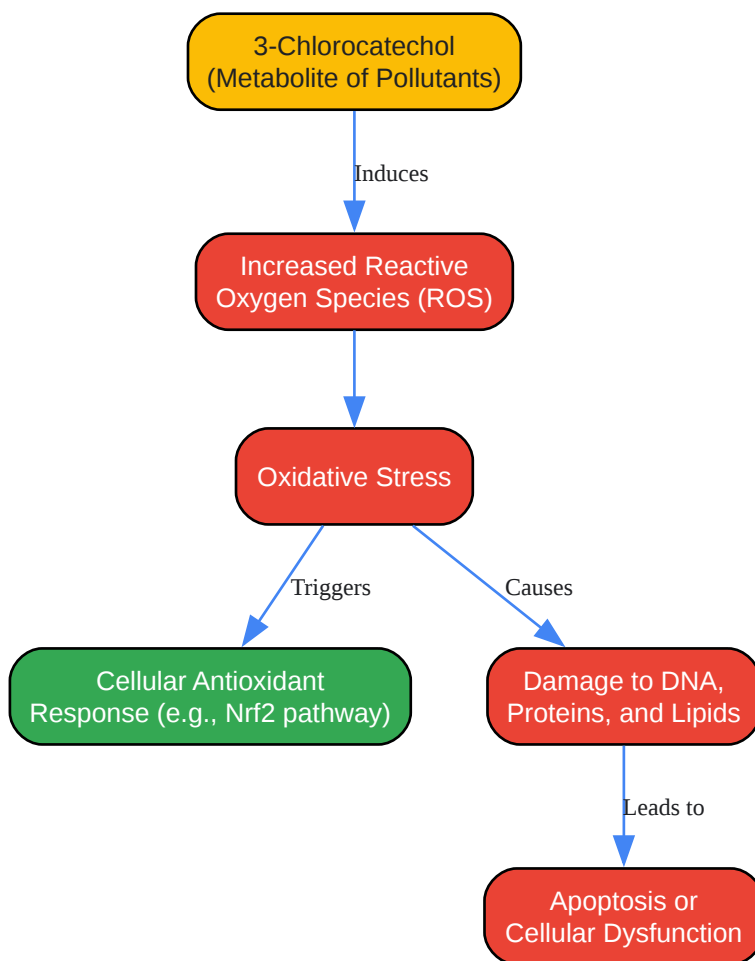 3-Chlorocatechol
(Metabolite of Pollutants)
Induces
Increased Reactive
Oxygen Species (ROS)
Oxidative Stress
Triggers
Causes
Cellular Antioxidant
Response (e.g., Nrf2 pathway)
Damage to DNA,
Proteins, and Lipids
Leads to
Apoptosis or
Cellular Dysfunction